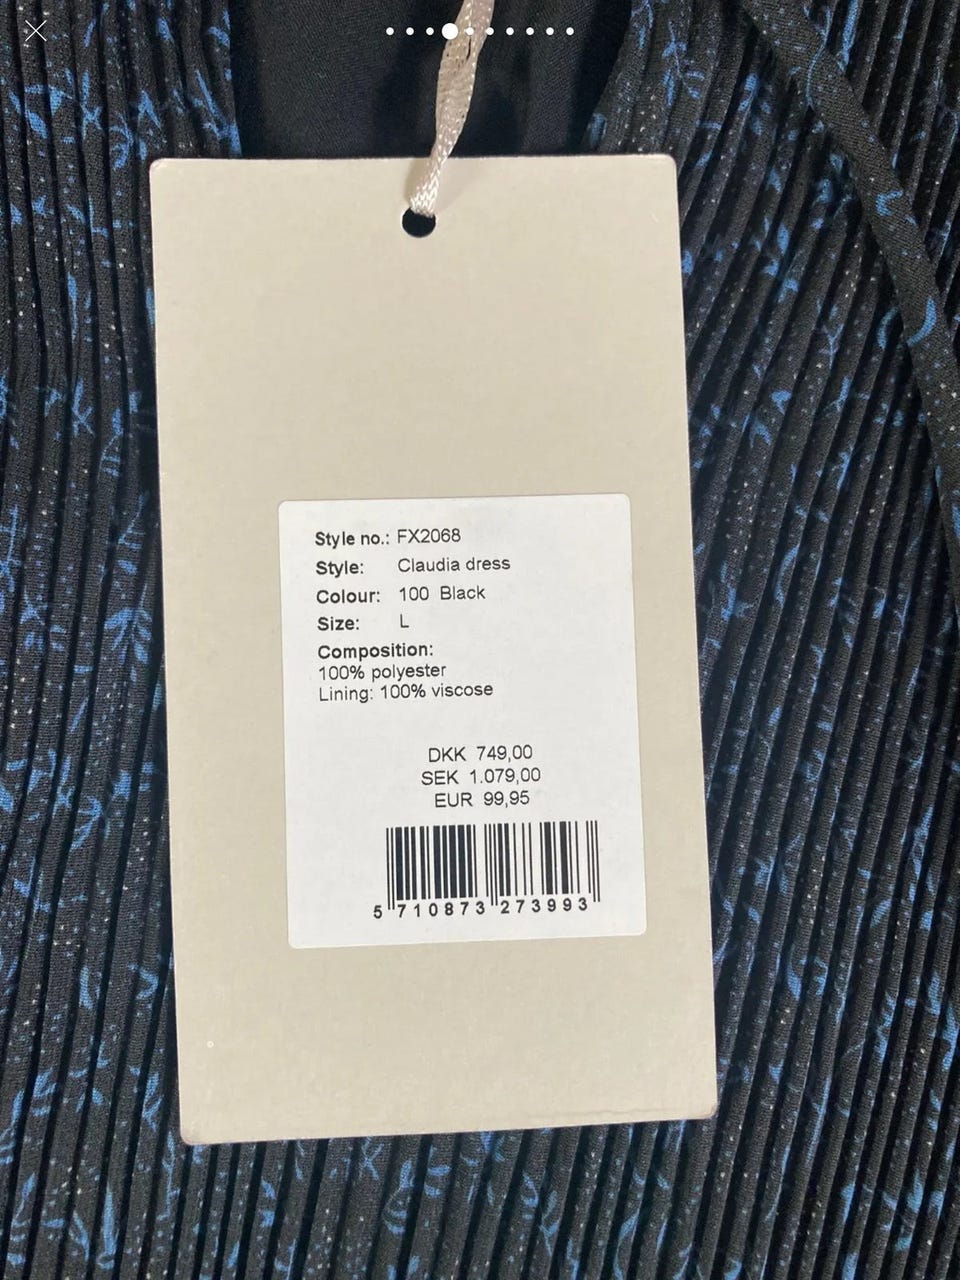 Style no.: FX2068
Style: Claudia dress
Colour: 100 Black
Size: L
Composition:
100% polyester
Lining: 100% viscose
DKK 749,00
SEK 1.079,00
EUR 99,95
5 710873 273993